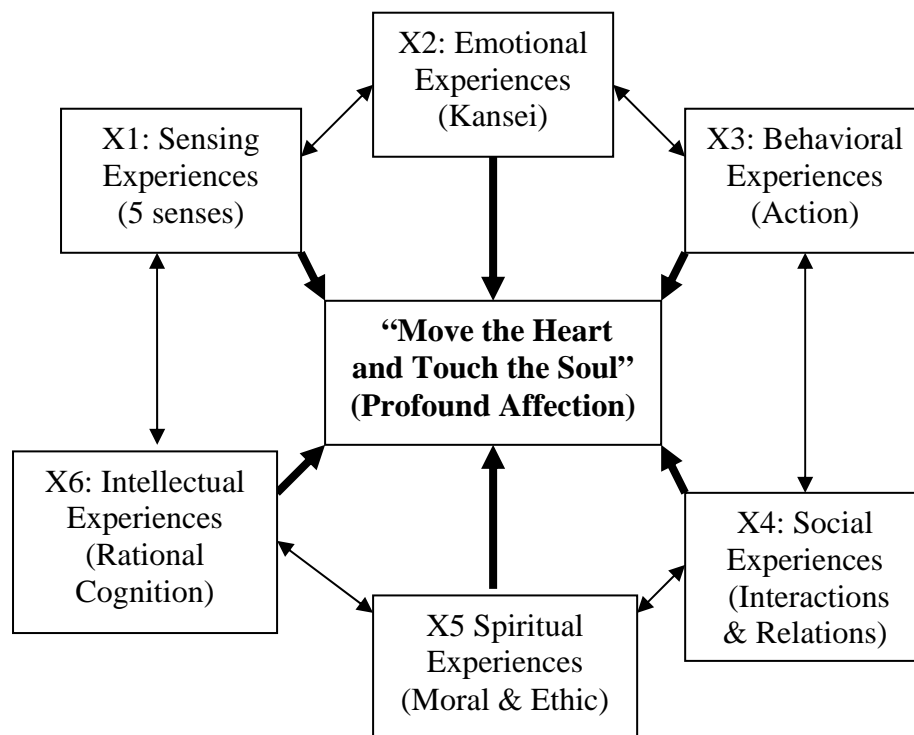 X2: Emotional
Experiences
(Kansei)
X1: Sensing
Experiences
(5 senses)
X3: Behavioral
Experiences
(Action)
“Move the Heart
and Touch the Soul”
(Profound Affection)
X6: Intellectual
Experiences
(Rational
Cognition)
X4: Social
Experiences
(Interactions
& Relations)
X5 Spiritual
Experiences
(Moral & Ethic)